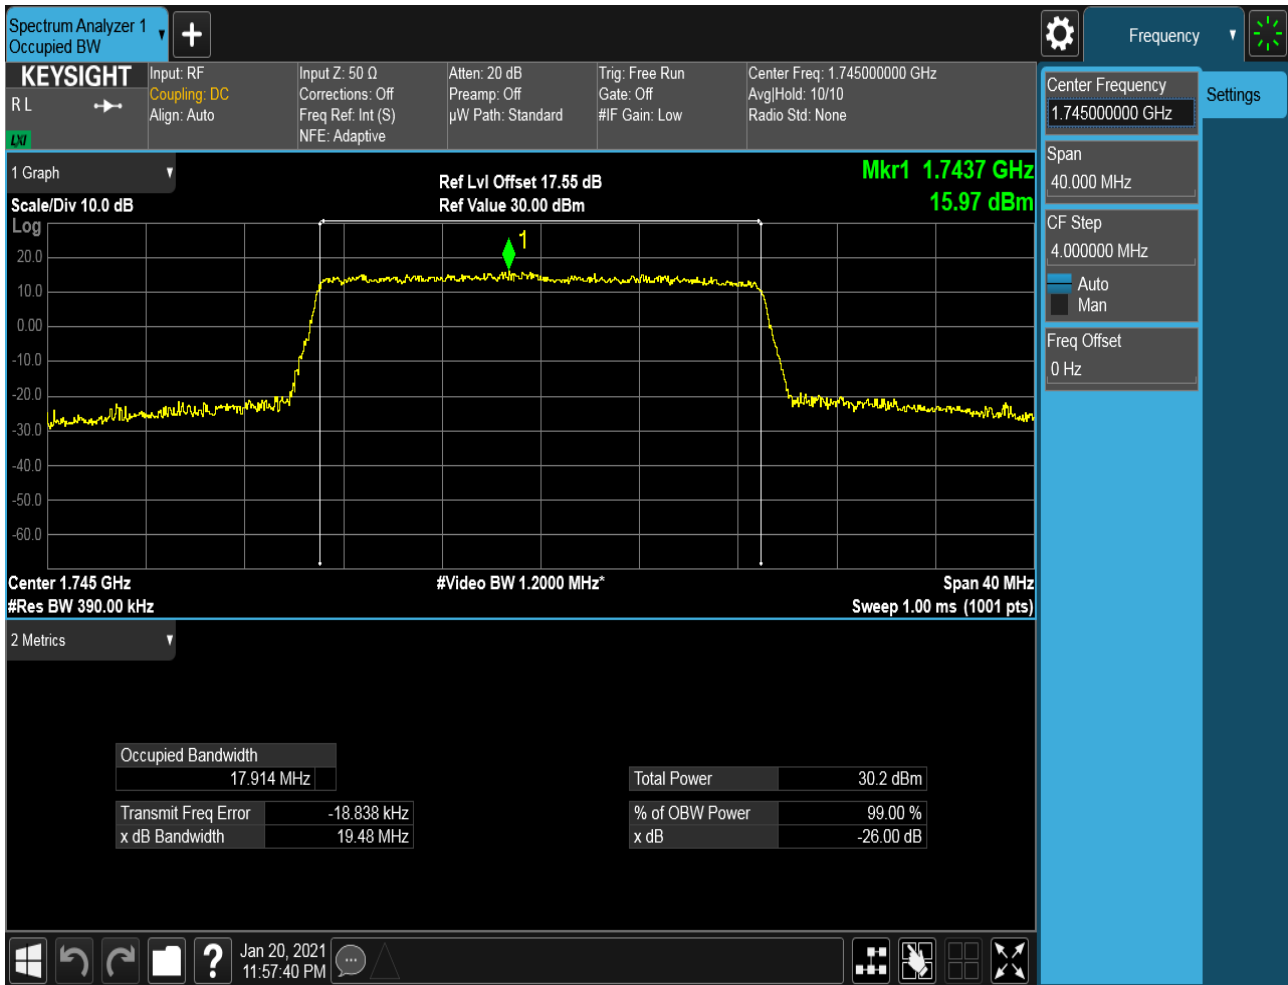 Spectrum Analyzer 1
Occupied BW
Frequency
KEYSIGHT
R L
LXI
Input: RF
Coupling: DC
Align: Auto
Input Z: 50 Ω
Corrections: Off
Freq Ref: Int (S)
NFE: Adaptive
Atten: 20 dB
Preamp: Off
µW Path: Standard
Trig: Free Run
Gate: Off
#IF Gain: Low
Center Freq: 1.745000000 GHz
Avg|Hold: 10/10
Radio Std: None
Center Frequency
1.745000000 GHz
Settings
Span
40.000 MHz
CF Step
4.000000 MHz
Auto
Man
Freq Offset
0 Hz
1 Graph
Scale/Div 10.0 dB
Ref Lvl Offset 17.55 dB
Ref Value 30.00 dBm
Mkr1 1.7437 GHz
15.97 dBm
Log
1
20.0
10.0
0.00
-10.0
-20.0
-30.0
-40.0
-50.0
-60.0
Center 1.745 GHz
#Video BW 1.2000 MHz*
Span 40 MHz
#Res BW 390.00 kHz
Sweep 1.00 ms (1001 pts)
2 Metrics
Occupied Bandwidth
17.914 MHz
Total Power 30.2 dBm
Transmit Freq Error -18.838 kHz
% of OBW Power 99.00 %
x dB Bandwidth 19.48 MHz
x dB -26.00 dB
?
Jan 20, 2021
11:57:40 PM